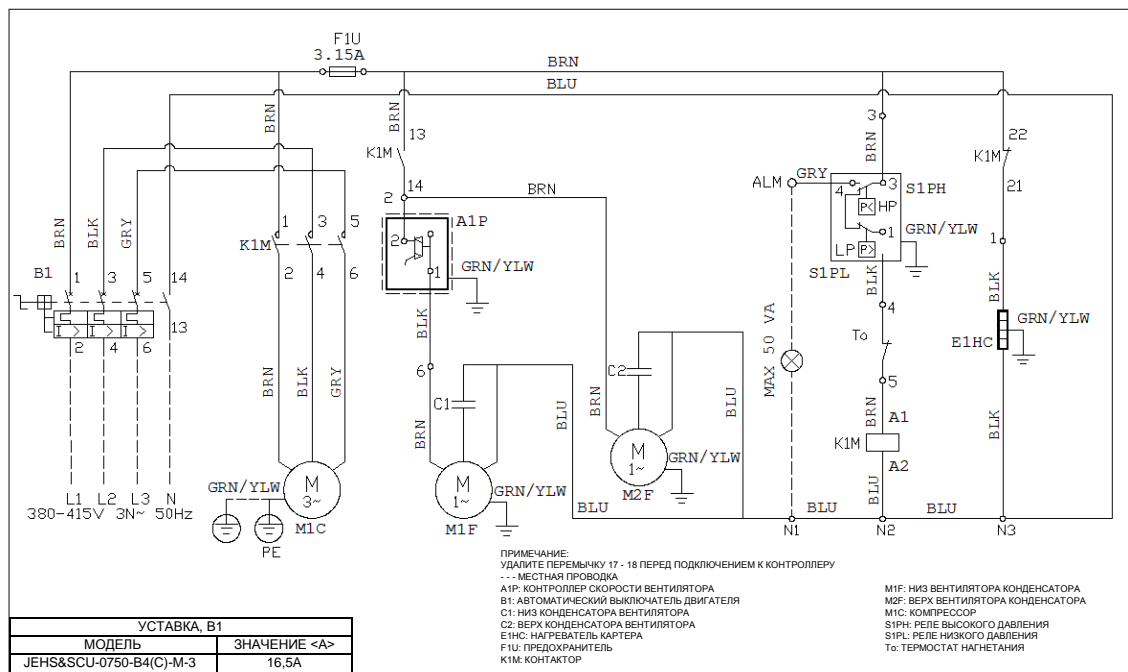 F1U
3.15A
BRN
BLU
BRN
BRN
13
K1M
14
2
BRN
3
BRN
22
K1M
21
ALM
GRY
4
3
S1PH
P<
HP
1
GRN/YLW
LP
P>
S1PL
BRN
BLK
GRY
B1
1
3
5
14
I >
I >
I >
13
2
4
6
K1M
1
3
5
2
4
6
A1P
2
1
GRN/YLW
BLK
6
BLK
4
To
5
1
BLK
GRN/YLW
E1HC
MAX 50 VA
BRN
BLK
GRY
C1
BRN
BLU
C2
BRN
BLU
BRN
A1
K1M
A2
BLU
BLK
L1
L2
L3
N
380-415V 3N~ 50Hz
GRN/YLW
M
3~
M1C
PE
M
1~
GRN/YLW
M1F
M
1~
GRN/YLW
M2F
BLU
BLU
BLU
N1
N2
N3
ПРИМЕЧАНИЕ:
УДАЛИТЕ ПЕРЕМЫЧКУ 17 - 18 ПЕРЕД ПОДКЛЮЧЕНИЕМ К КОНТРОЛЛЕРУ
- - - МЕСТНАЯ ПРОВОДКА
A1P: КОНТРОЛЛЕР СКОРОСТИ ВЕНТИЛЯТОРА
B1: АВТОМАТИЧЕСКИЙ ВЫКЛЮЧАТЕЛЬ ДВИГАТЕЛЯ
C1: НИЗ КОНДЕНСАТОРА ВЕНТИЛЯТОРА
C2: ВЕРХ КОНДЕНСАТОРА ВЕНТИЛЯТОРА
E1HC: НАГРЕВАТЕЛЬ КАРТЕРА
F1U: ПРЕДОХРАНИТЕЛЬ
K1M: КОНТАКТОР
M1F: НИЗ ВЕНТИЛЯТОРА КОНДЕНСАТОРА
M2F: ВЕРХ ВЕНТИЛЯТОРА КОНДЕНСАТОРА
M1C: КОМПРЕССОР
S1PH: РЕЛЕ ВЫСОКОГО ДАВЛЕНИЯ
S1PL: РЕЛЕ НИЗКОГО ДАВЛЕНИЯ
To: ТЕРМОСТАТ НАГНЕТАНИЯ
УСТАВКА, B1
МОДЕЛЬ
ЗНАЧЕНИЕ <A>
JEHS&SCU-0750-B4(C)-M-3
16,5A